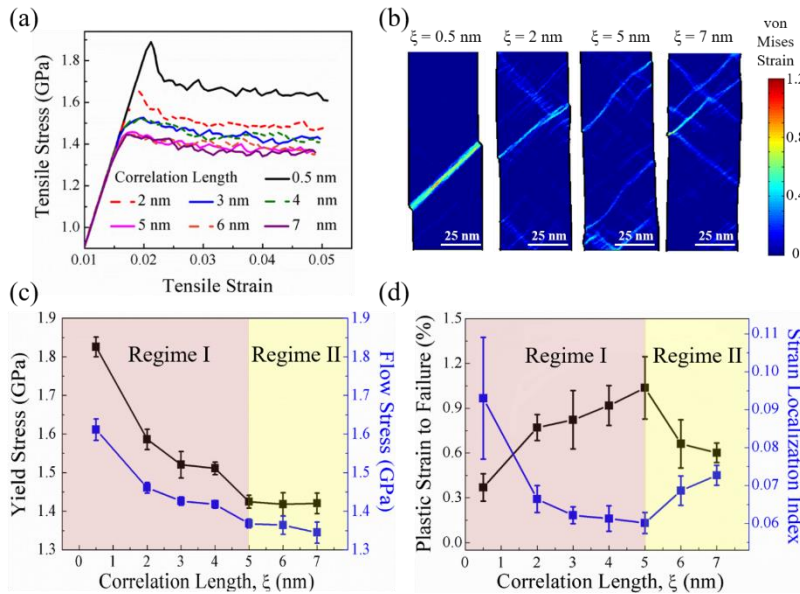 (a)
Tensile Stress (GPa)
1.8
1.6
1.4
1.2
1.0
Correlation Length 0.5 nm
2 nm 3 nm 4 nm
5 nm 6 nm 7 nm
0.01 0.02 0.03 0.04 0.05
Tensile Strain
(b)
ξ = 0.5 nm ξ = 2 nm ξ = 5 nm ξ = 7 nm
von
Mises
Strain
1.2
0.8
0.4
0
25 nm 25 nm 25 nm 25 nm
(c)
Yield Stress (GPa)
1.9
1.8
1.7
1.6
1.5
1.4
1.3
Regime I Regime II
1.9
1.8
1.7
1.6
1.5
1.4
1.3
Flow Stress (GPa)
0 1 2 3 4 5 6 7
Correlation Length, ξ (nm)
(d)
Plastic Strain to Failure (%)
1.5
1.2
0.9
0.6
0.3
0.0
Regime I Regime II
0.11
0.10
0.09
0.08
0.07
0.06
Strain Localization Index
0 1 2 3 4 5 6 7
Correlation Length, ξ (nm)